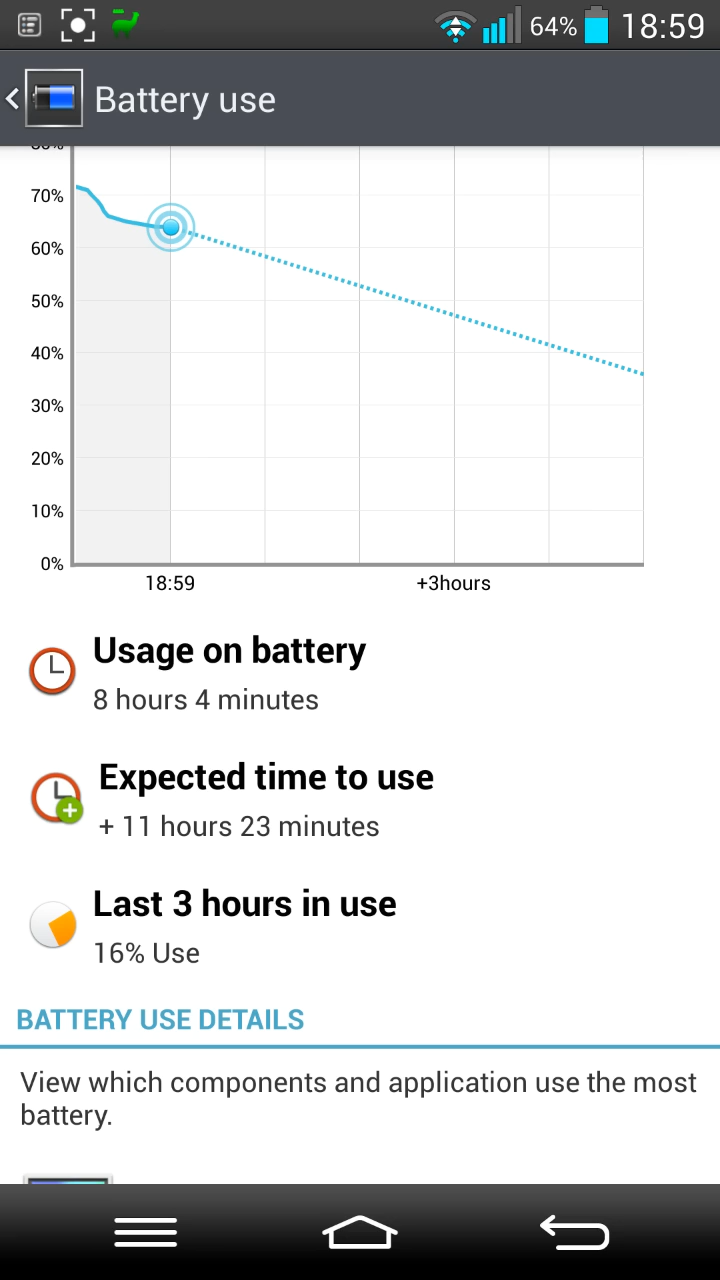 64% 18:59
Battery use
70%
60%
50%
40%
30%
20%
10%
0%
18:59 +3hours
Usage on battery
8 hours 4 minutes
Expected time to use
+ 11 hours 23 minutes
Last 3 hours in use
16% Use
BATTERY USE DETAILS
View which components and application use the most
battery.